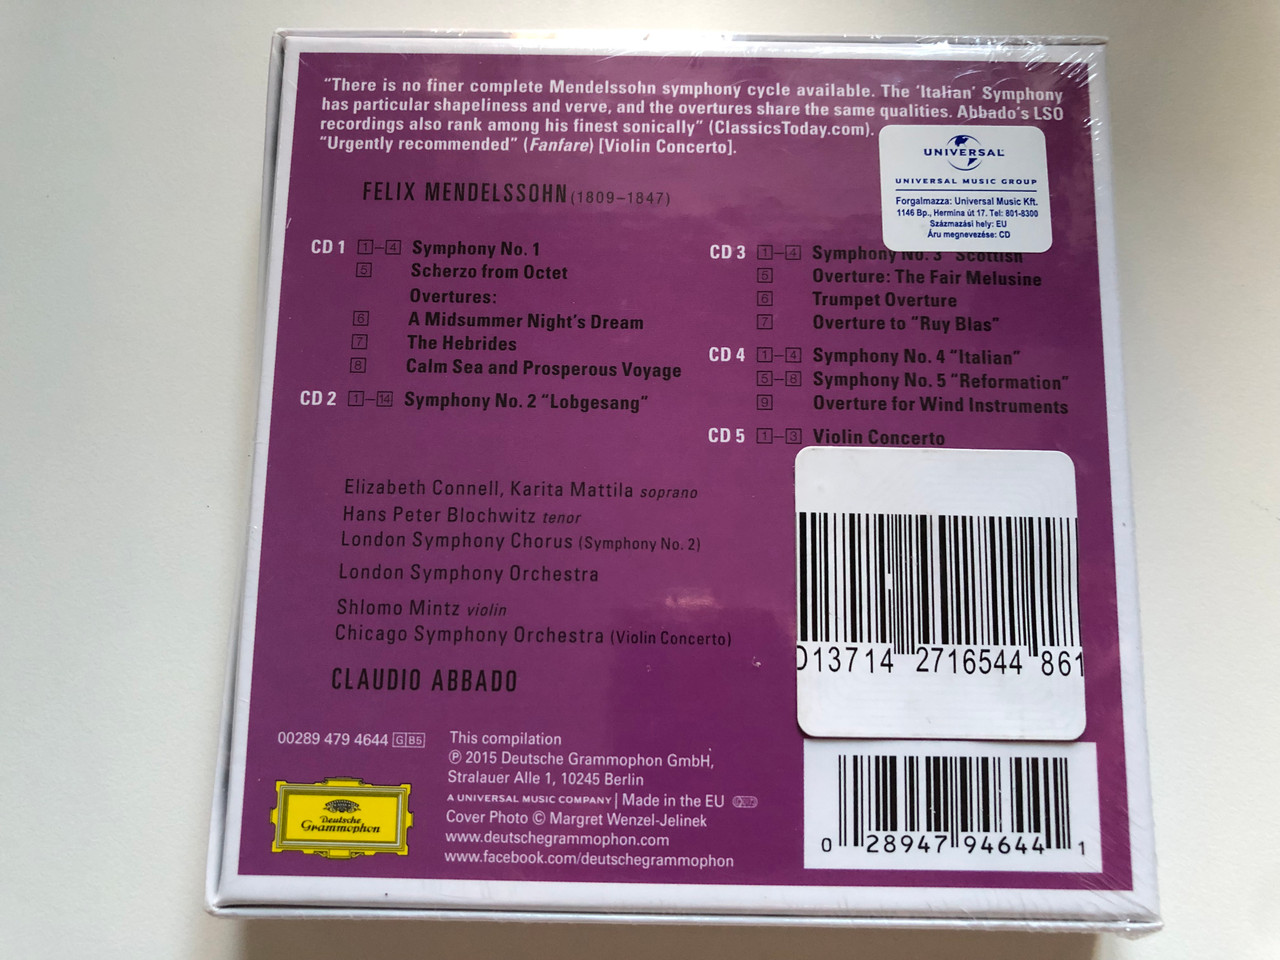 “There is no finer complete Mendelssohn symphony cycle available. The ‘Italian’ Symphony
has particular shapeliness and verve, and the overtures share the same qualities. Abbado’s LSO
recordings also rank among his finest sonically” (ClassicsToday.com).
“Urgently recommended” (Fanfare) [Violin Concerto].
UNIVERSAL
UNIVERSAL MUSIC GROUP
Forgalmazza: Universal Music Kft.
1146 Bp., Hermina út 17. Tel: 801-8300
Származási hely: EU
Áru megnevezése: CD
FELIX MENDELSSOHN (1809–1847)
CD 1 1–4 Symphony No. 1
5 Scherzo from Octet
Overtures:
6 A Midsummer Night’s Dream
7 The Hebrides
8 Calm Sea and Prosperous Voyage
CD 2 1–14 Symphony No. 2 “Lobgesang”
CD 3 1–4 Symphony No. 3 “Scottish”
5 Overture: The Fair Melusine
6 Trumpet Overture
7 Overture to “Ruy Blas”
CD 4 1–4 Symphony No. 4 “Italian”
5–8 Symphony No. 5 “Reformation”
9 Overture for Wind Instruments
CD 5 1–3 Violin Concerto
Elizabeth Connell, Karita Mattila soprano
Hans Peter Blochwitz tenor
London Symphony Chorus (Symphony No. 2)
London Symphony Orchestra
Shlomo Mintz violin
Chicago Symphony Orchestra (Violin Concerto)
CLAUDIO ABBADO
13714 2716544 861
00289 479 4644 G B5
This compilation
℗ 2015 Deutsche Grammophon GmbH,
Stralauer Alle 1, 10245 Berlin
A UNIVERSAL MUSIC COMPANY | Made in the EU
Cover Photo © Margret Wenzel-Jelinek
www.deutschegrammophon.com
www.facebook.com/deutschegrammophon
Deutsche
Grammophon
0 28947 94644 1